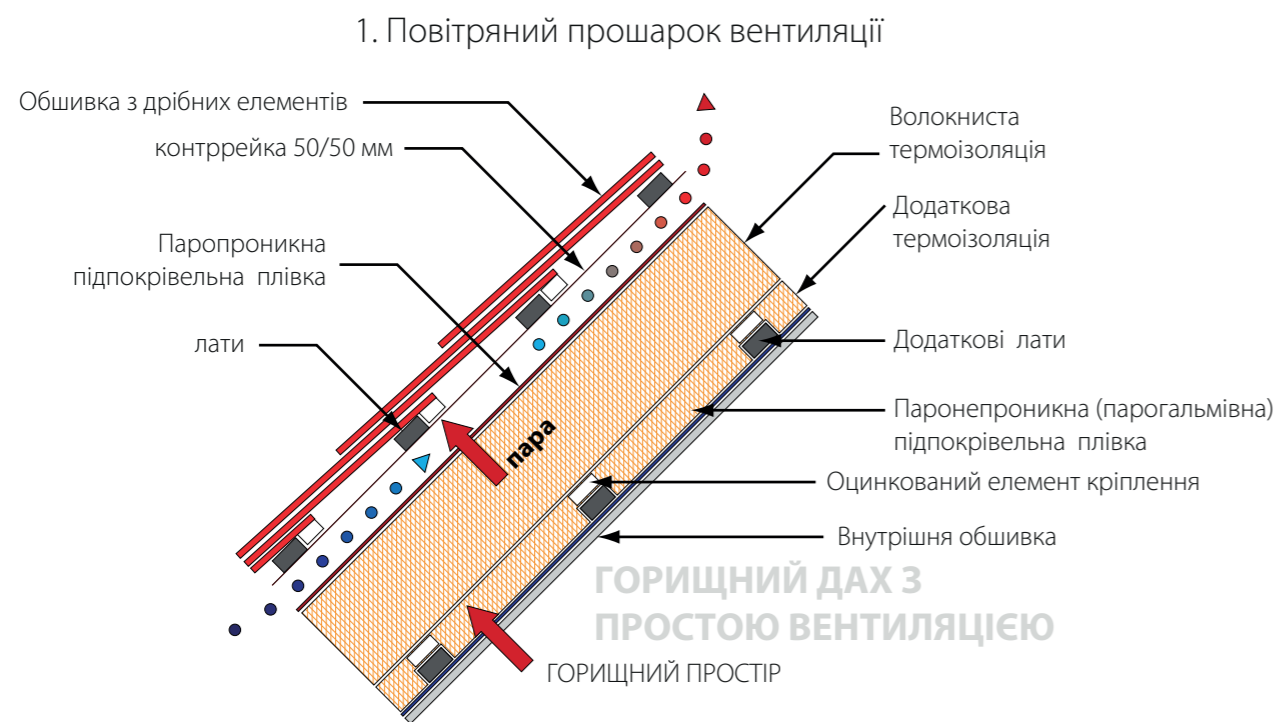 1. Повітряний прошарок вентиляції
Обшивка з дрібних елементів
контррейка 50/50 мм
Паропроникна
підпокрівельна плівка
лати
Волокниста
термоізоляція
Додаткова
термоізоляція
Додаткові лати
Паронепроникна (парогальмівна)
підпокрівельна плівка
Оцинкований елемент кріплення
Внутрішня обшивка
пара
ГОРИЩНИЙ ДАХ З
ПРОСТОЮ ВЕНТИЛЯЦІЄЮ
ГОРИЩНИЙ ПРОСТІР